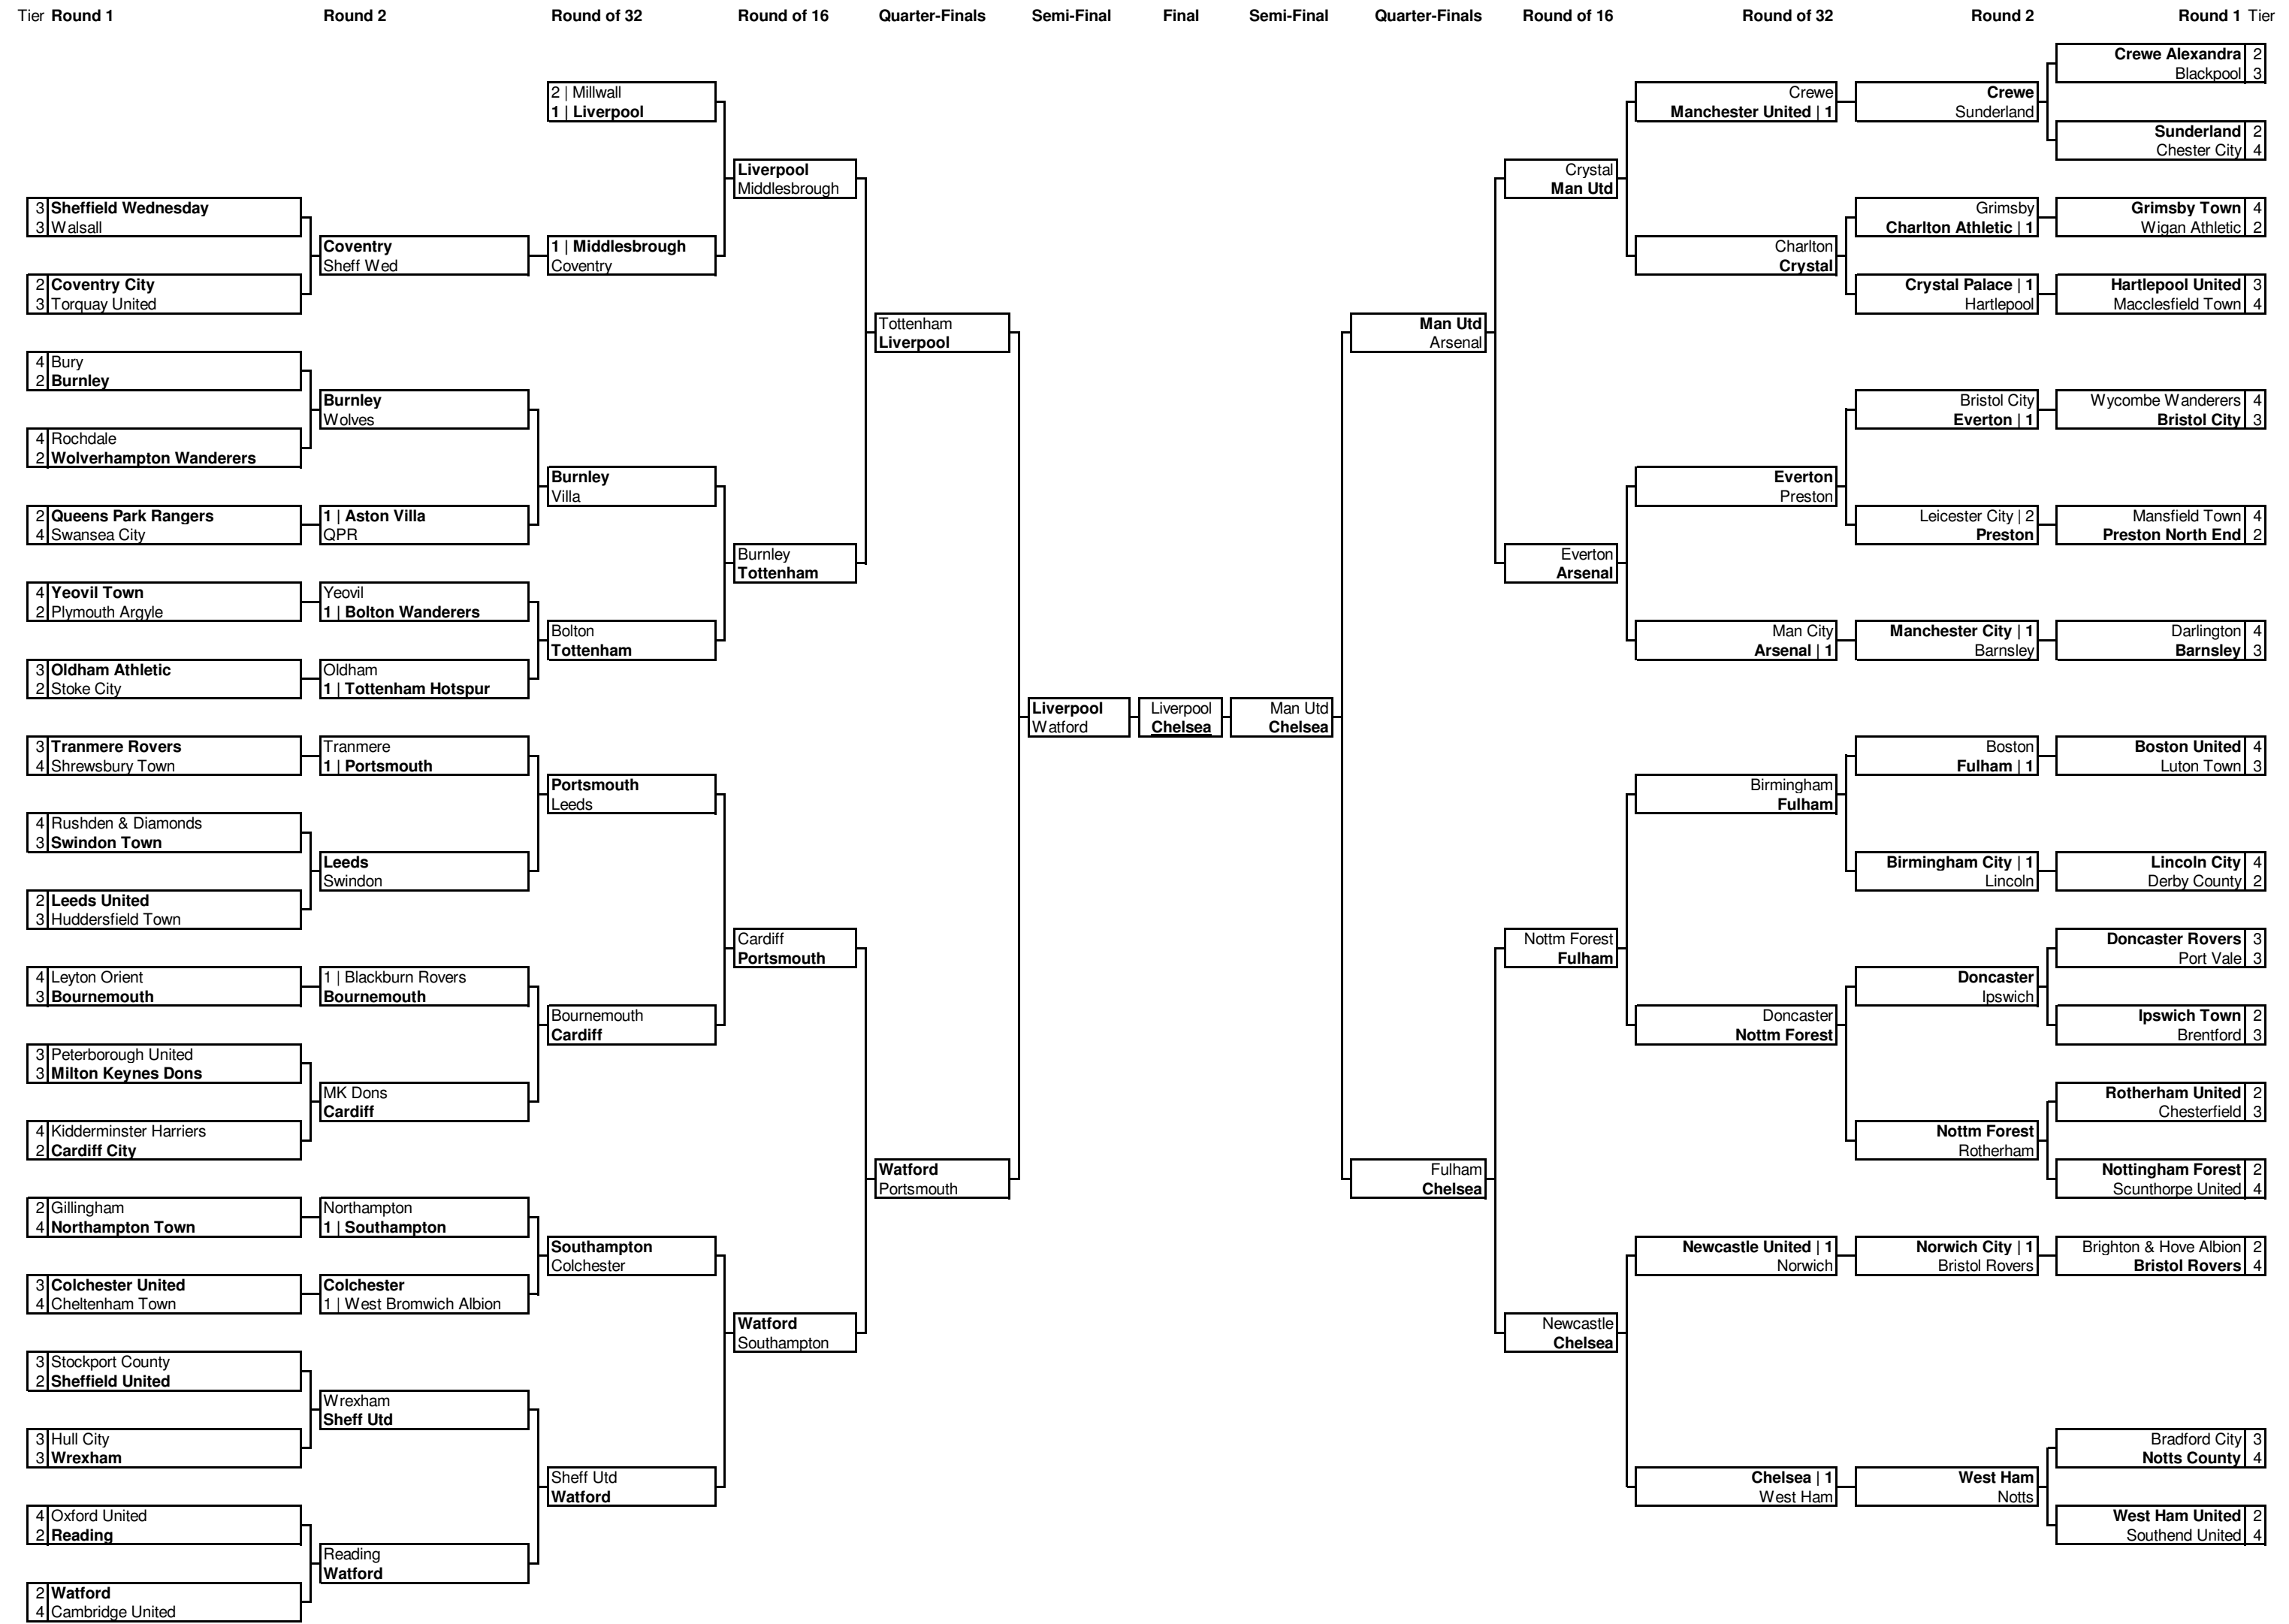 Tier Round 1 Round 2 Round of 32 Round of 16 Quarter-Finals Semi-Final Final Semi-Final Quarter-Finals Round of 16 Round of 32 Round 2 Round 1 Tier
3 Sheffield Wednesday
3 Walsall
2 Coventry City
3 Torquay United
4 Bury
2 Burnley
4 Rochdale
2 Wolverhampton Wanderers
2 Queens Park Rangers
4 Swansea City
4 Yeovil Town
2 Plymouth Argyle
3 Oldham Athletic
2 Stoke City
3 Tranmere Rovers
4 Shrewsbury Town
4 Rushden & Diamonds
3 Swindon Town
2 Leeds United
3 Huddersfield Town
4 Leyton Orient
3 Bournemouth
3 Peterborough United
3 Milton Keynes Dons
4 Kidderminster Harriers
2 Cardiff City
2 Gillingham
4 Northampton Town
3 Colchester United
4 Cheltenham Town
3 Stockport County
2 Sheffield United
3 Hull City
3 Wrexham
4 Oxford United
2 Reading
2 Watford
4 Cambridge United
Coventry
Sheff Wed
Burnley
Wolves
1 | Aston Villa
QPR
Yeovil
1 | Bolton Wanderers
Oldham
1 | Tottenham Hotspur
Tranmere
1 | Portsmouth
Leeds
Swindon
1 | Blackburn Rovers
Bournemouth
MK Dons
Cardiff
Northampton
1 | Southampton
Colchester
1 | West Bromwich Albion
Wrexham
Sheff Utd
Reading
Watford
2 | Millwall
1 | Liverpool
1 | Middlesbrough
Coventry
Burnley
Villa
Bolton
Tottenham
Portsmouth
Leeds
Bournemouth
Cardiff
Southampton
Colchester
Sheff Utd
Watford
Liverpool
Middlesbrough
Burnley
Tottenham
Cardiff
Portsmouth
Watford
Southampton
Tottenham
Liverpool
Watford
Portsmouth
Liverpool
Watford
Liverpool
Chelsea
Man Utd
Chelsea
Man Utd
Arsenal
Fulham
Chelsea
Crystal
Man Utd
Everton
Arsenal
Nottm Forest
Fulham
Newcastle
Chelsea
Crewe
Manchester United | 1
Charlton
Crystal
Everton
Preston
Man City
Arsenal | 1
Birmingham
Fulham
Doncaster
Nottm Forest
Newcastle United | 1
Norwich
Chelsea | 1
West Ham
Crewe
Sunderland
Grimsby
Charlton Athletic | 1
Crystal Palace | 1
Hartlepool
Bristol City
Everton | 1
Leicester City | 2
Preston
Manchester City | 1
Barnsley
Boston
Fulham | 1
Birmingham City | 1
Lincoln
Doncaster
Ipswich
Nottm Forest
Rotherham
Norwich City | 1
Bristol Rovers
West Ham
Notts
Crewe Alexandra 2
Blackpool 3
Sunderland 2
Chester City 4
Grimsby Town 4
Wigan Athletic 2
Hartlepool United 3
Macclesfield Town 4
Wycombe Wanderers 4
Bristol City 3
Mansfield Town 4
Preston North End 2
Darlington 4
Barnsley 3
Boston United 4
Luton Town 3
Lincoln City 4
Derby County 2
Doncaster Rovers 3
Port Vale 3
Ipswich Town 2
Brentford 3
Rotherham United 2
Chesterfield 3
Nottingham Forest 2
Scunthorpe United 4
Brighton & Hove Albion 2
Bristol Rovers 4
Bradford City 3
Notts County 4
West Ham United 2
Southend United 4